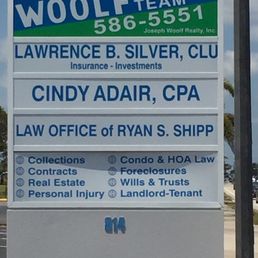 WOOLF TEAM
586-5551
Joseph Woolf Realty, Inc
LAWRENCE B. SILVER, CLU
Insurance - Investments
CINDY ADAIR, CPA
LAW OFFICE of RYAN S. SHIPP
Collections
Contracts
Real Estate
Personal Injury
Condo & HOA Law
Foreclosures
Wills & Trusts
Landlord-Tenant
814